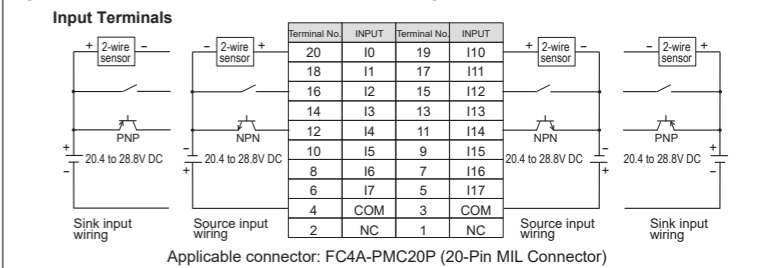 Input Terminals
Terminal No. INPUT Terminal No. INPUT
20 I0 19 I10
18 I1 17 I11
16 I2 15 I12
14 I3 13 I13
12 I4 11 I14
10 I5 9 I15
8 I6 7 I16
6 I7 5 I17
4 COM 3 COM
2 NC 1 NC
+ 2-wire sensor –
PNP
+
20.4 to 28.8V DC
–
Sink input wiring
– 2-wire sensor +
NPN
–
20.4 to 28.8V DC
+
Source input wiring
+ 2-wire sensor –
NPN
–
20.4 to 28.8V DC
+
Source input wiring
– 2-wire sensor +
PNP
+
20.4 to 28.8V DC
–
Sink input wiring
Applicable connector: FC4A-PMC20P (20-Pin MIL Connector)